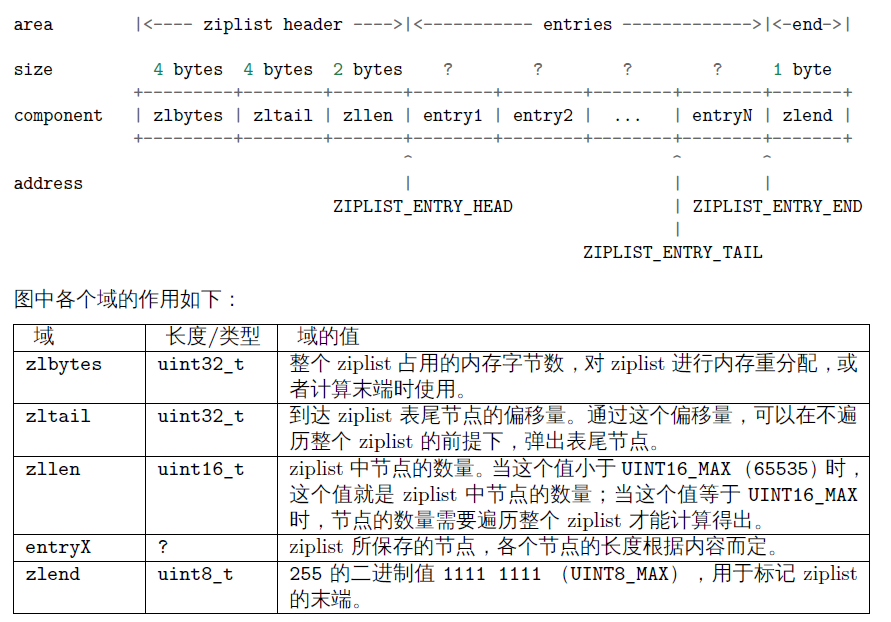 area |<---- ziplist header ---->|<----------- entries ------------->|<-end->|
size 4 bytes 4 bytes 2 bytes ? ? ? ? 1 byte
+---------+--------+-------+--------+--------+--------+--------+-------+
component | zlbytes | zltail | zllen | entry1 | entry2 | ... | entryN | zlend |
+---------+--------+-------+--------+--------+--------+--------+-------+
^ ^ ^
address | | |
ZIPLIST_ENTRY_HEAD | ZIPLIST_ENTRY_END
|
ZIPLIST_ENTRY_TAIL
图中各个域的作用如下：
域 长度/类型 域的值
zlbytes uint32_t 整个 ziplist 占用的内存字节数，对 ziplist 进行内存重分配，或
者计算末端时使用。
zltail uint32_t 到达 ziplist 表尾节点的偏移量。通过这个偏移量，可以在不遍
历整个 ziplist 的前提下，弹出表尾节点。
zllen uint16_t ziplist 中节点的数量。当这个值小于 UINT16_MAX （65535）时，
这个值就是 ziplist 中节点的数量；当这个值等于 UINT16_MAX
时，节点的数量需要遍历整个 ziplist 才能计算得出。
entryX ? ziplist 所保存的节点，各个节点的长度根据内容而定。
zlend uint8_t 255 的二进制值 1111 1111 （UINT8_MAX） ，用于标记 ziplist
的末端。